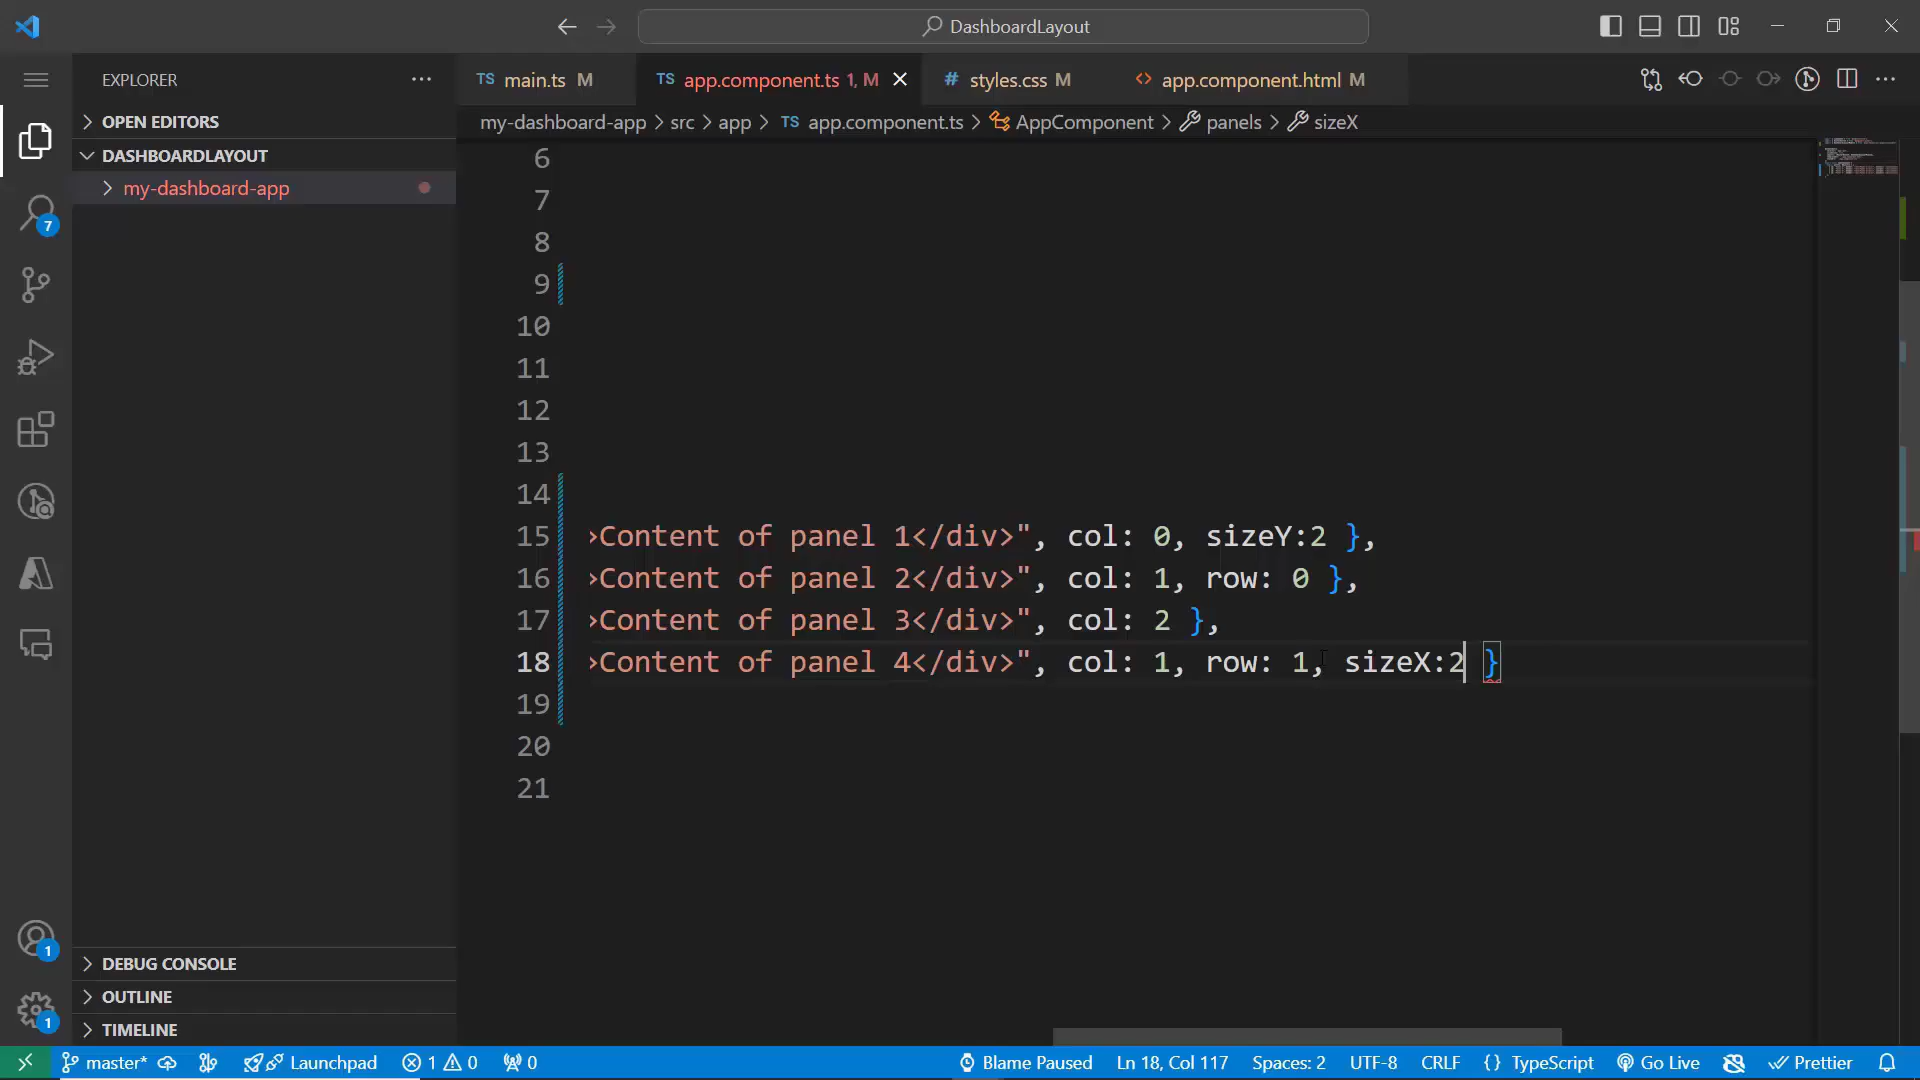 DashboardLayout
EXPLORER
OPEN EDITORS
DASHBOARDLAYOUT
my-dashboard-app
TS main.ts M
TS app.component.ts 1, M
# styles.css M
<> app.component.html M
my-dashboard-app > src > app > TS app.component.ts > AppComponent > panels > sizeX
6
7
8
9
10
11
12
13
14
15 >Content of panel 1</div>", col: 0, sizeY:2 },
16 >Content of panel 2</div>", col: 1, row: 0 },
17 >Content of panel 3</div>", col: 2 },
18 >Content of panel 4</div>", col: 1, row: 1, sizeX:2 }
19
20
21
7
1
1
DEBUG CONSOLE
OUTLINE
TIMELINE
master* Launchpad 1 0 0 Blame Paused Ln 18, Col 117 Spaces: 2 UTF-8 CRLF {} TypeScript Go Live Prettier